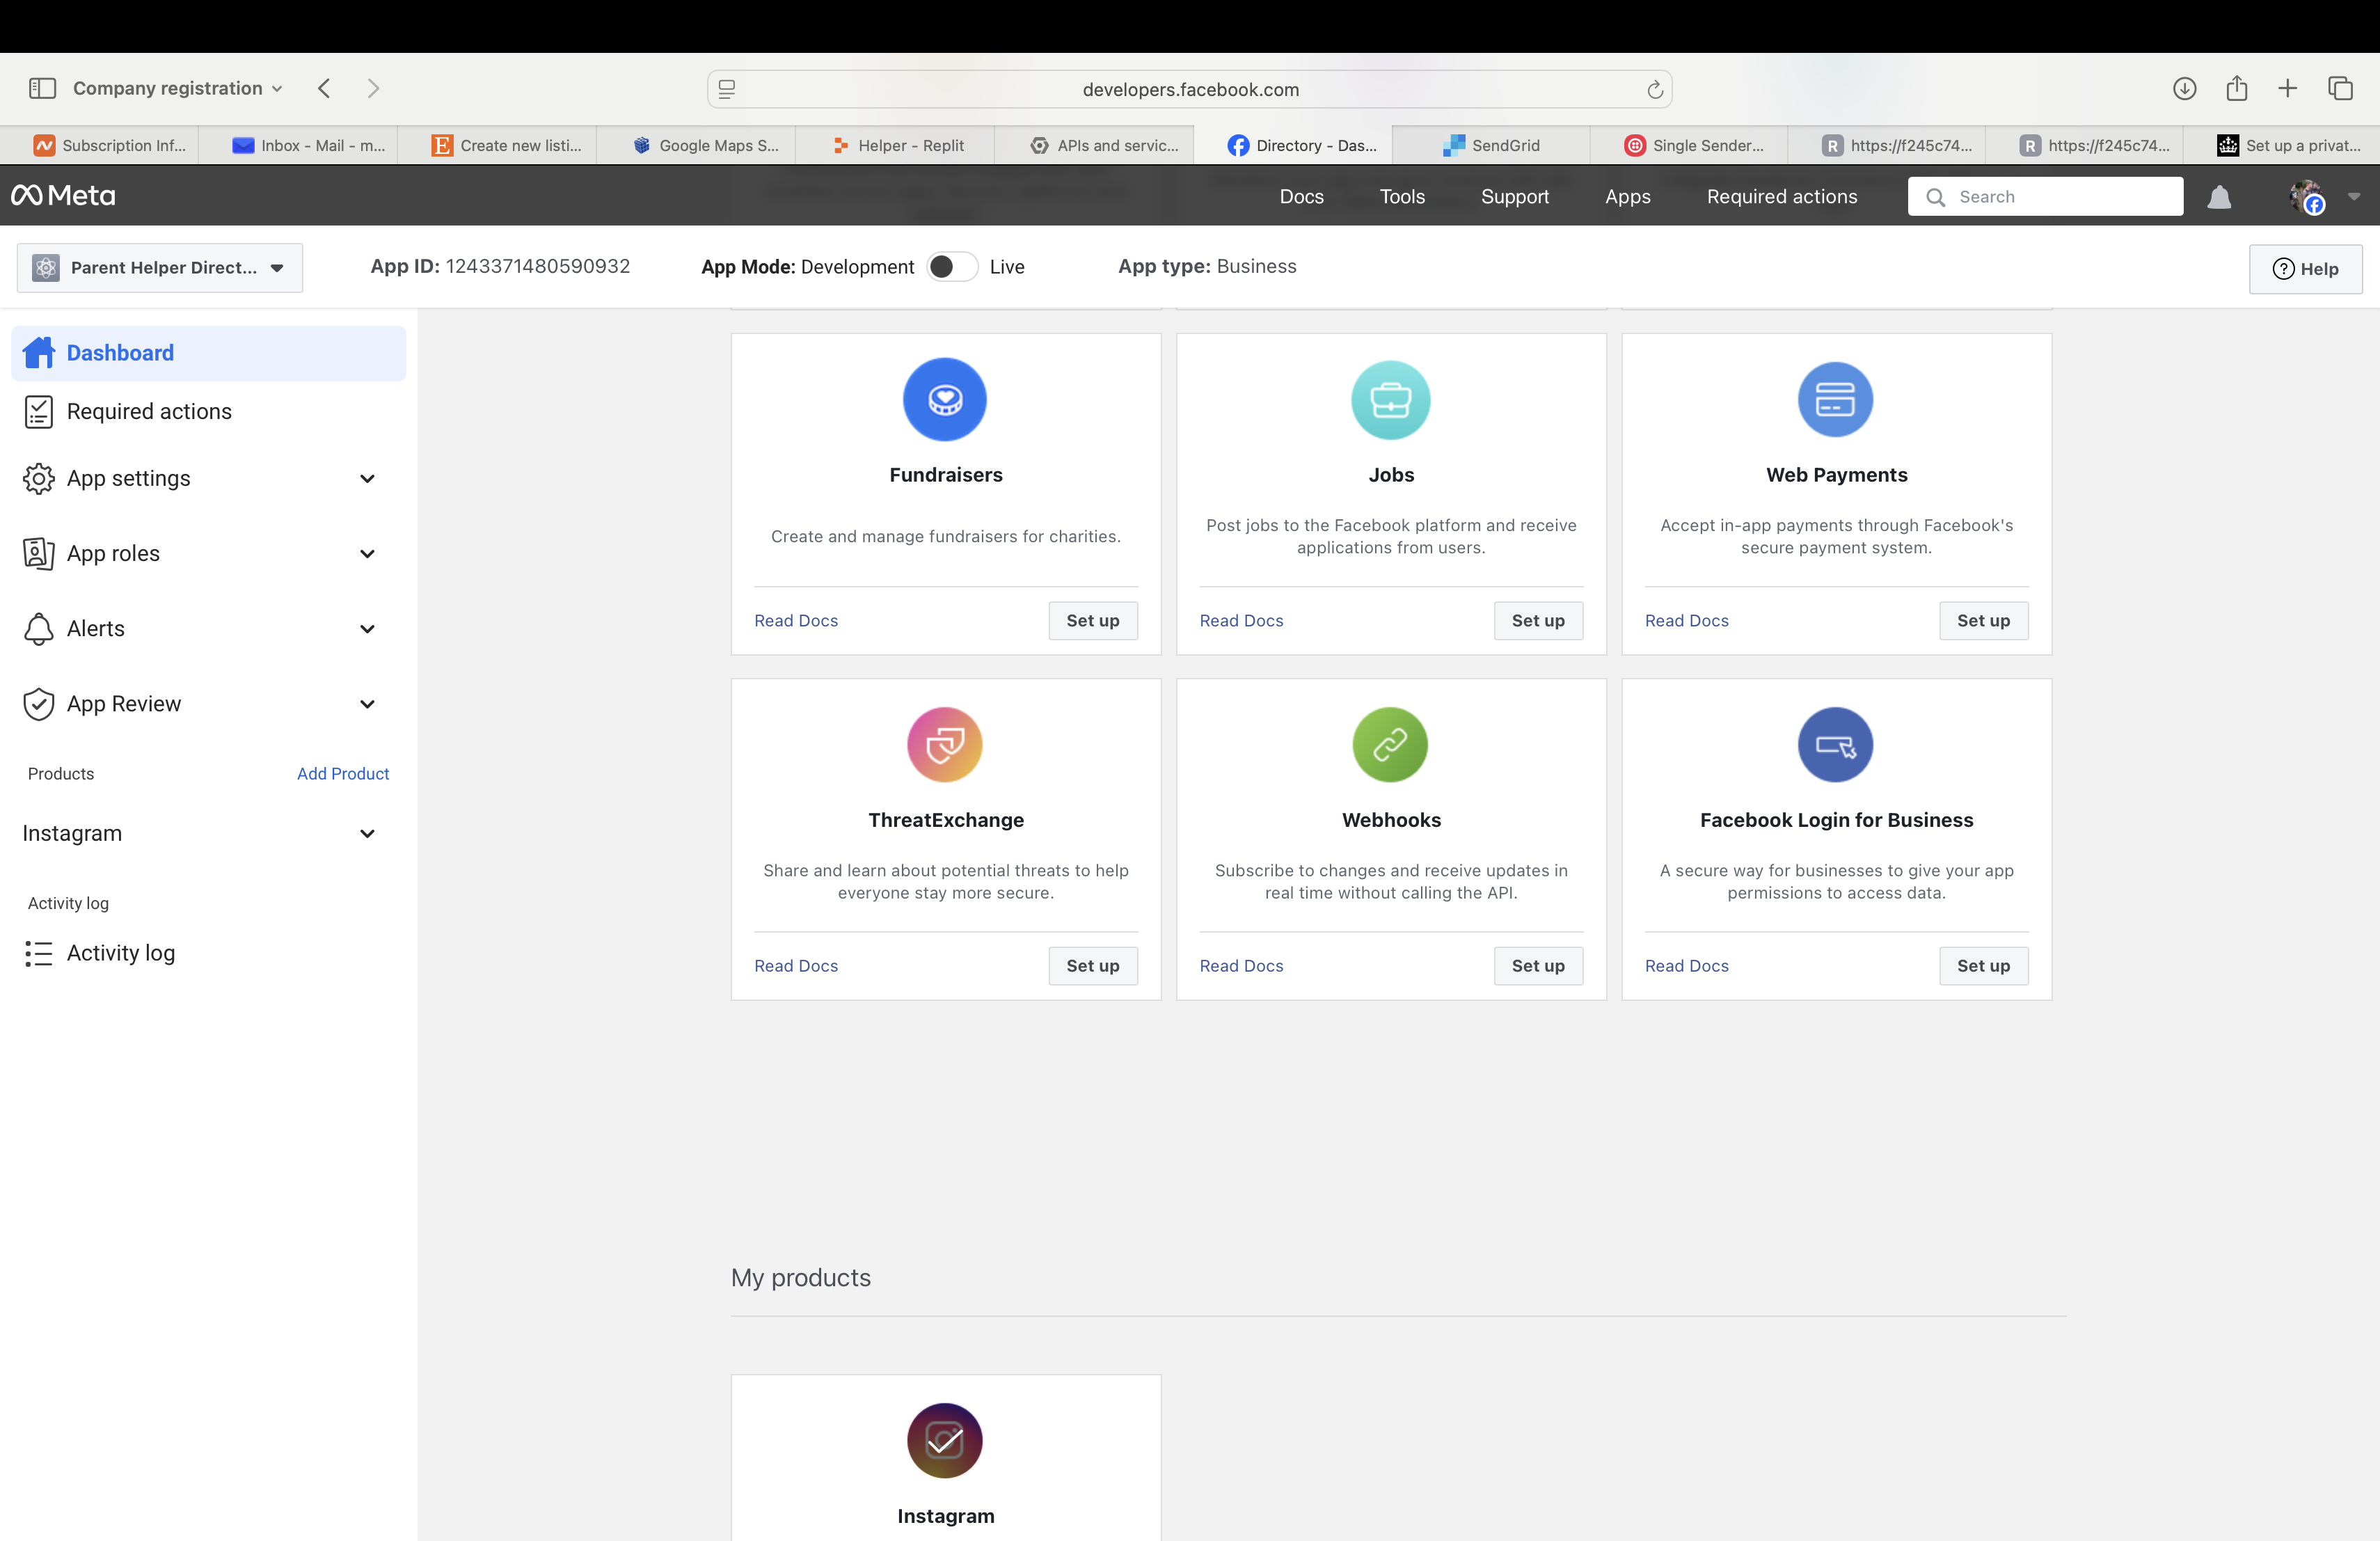 Company registration
developers.facebook.com
Subscription Inf...
Inbox - Mail - m...
Create new listi...
Google Maps S...
Helper - Replit
APIs and servic...
Directory - Das...
SendGrid
Single Sender...
R https://f245c74...
R https://f245c74...
Set up a privat...
Meta
Docs
Tools
Support
Apps
Required actions
Search
Parent Helper Direct...
App ID: 1243371480590932
App Mode: Development
Live
App type: Business
? Help
Dashboard
Required actions
App settings
App roles
Alerts
App Review
Products
Add Product
Instagram
Activity log
Activity log
Fundraisers
Create and manage fundraisers for charities.
Read Docs
Set up
Jobs
Post jobs to the Facebook platform and receive
applications from users.
Read Docs
Set up
Web Payments
Accept in-app payments through Facebook's
secure payment system.
Read Docs
Set up
ThreatExchange
Share and learn about potential threats to help
everyone stay more secure.
Read Docs
Set up
Webhooks
Subscribe to changes and receive updates in
real time without calling the API.
Read Docs
Set up
Facebook Login for Business
A secure way for businesses to give your app
permissions to access data.
Read Docs
Set up
My products
Instagram